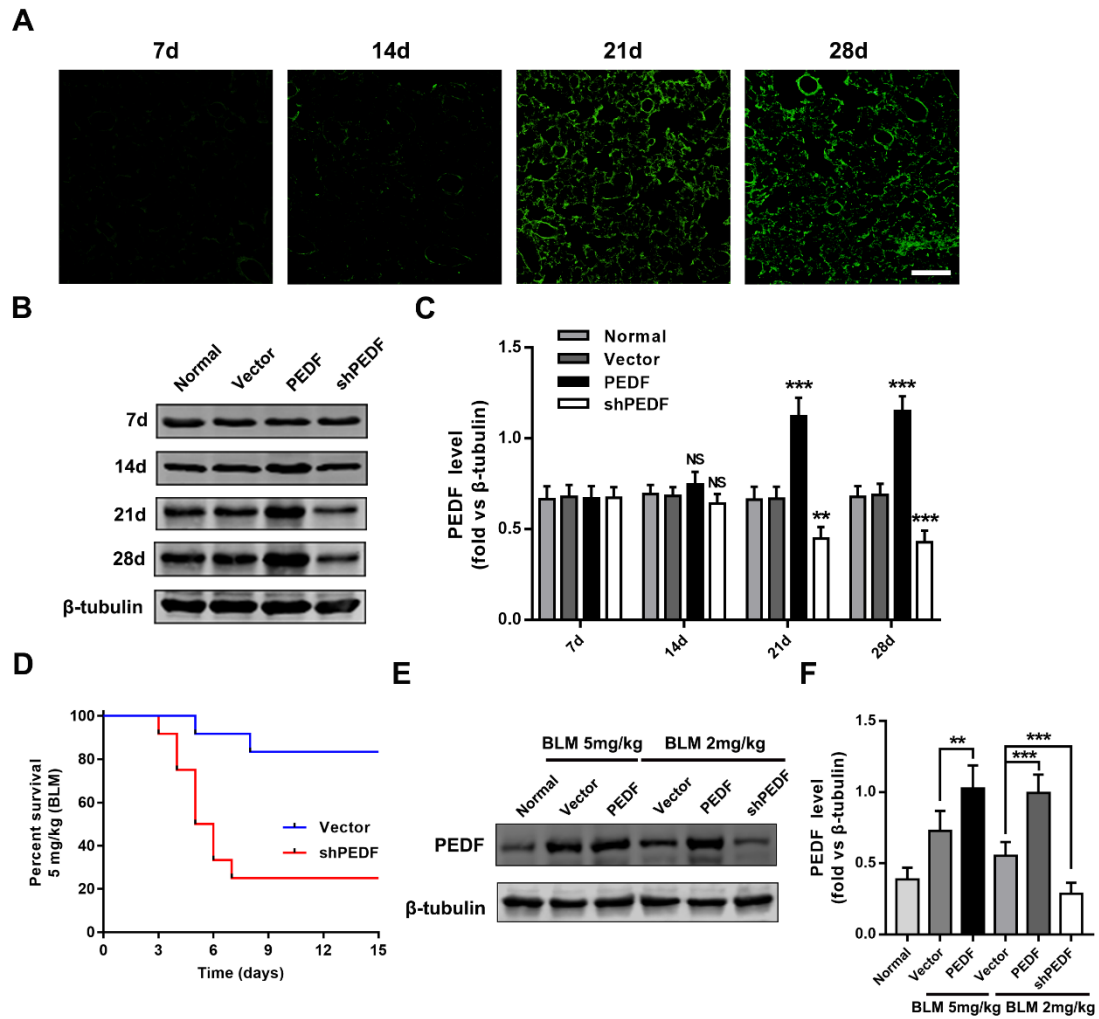 A
7d 14d 21d 28d
B
Normal Vector PEDF shPEDF
7d
14d
21d
28d
β-tubulin
C
Normal
Vector
PEDF
shPEDF
PEDF level
(fold vs β-tubulin)
1.5
1.0
0.5
0.0
NS NS *** ** *** ***
7d 14d 21d 28d
D
Percent survival
5 mg/kg (BLM)
100
80
60
40
20
0
Vector
shPEDF
0 3 6 9 12 15
Time (days)
E
BLM 5mg/kg BLM 2mg/kg
Normal Vector PEDF Vector PEDF shPEDF
PEDF
β-tubulin
F
PEDF level
(fold vs β-tubulin)
1.5
1.0
0.5
0.0
** *** ***
Normal Vector PEDF Vector PEDF shPEDF
BLM 5mg/kg BLM 2mg/kg